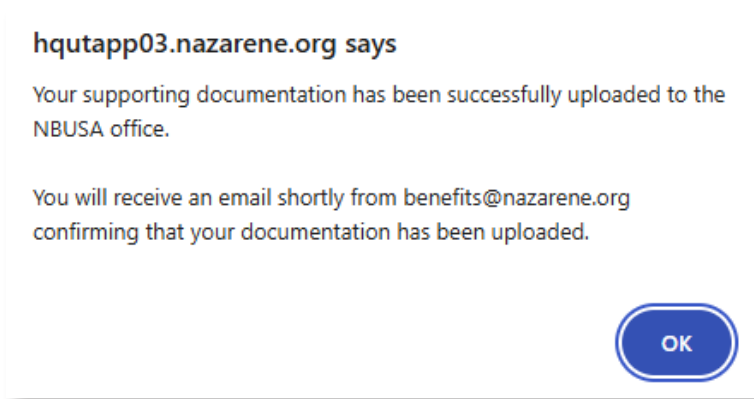 hqutapp03.nazarene.org says
Your supporting documentation has been successfully uploaded to the
NBUSA office.
You will receive an email shortly from benefits@nazarene.org
confirming that your documentation has been uploaded.
OK